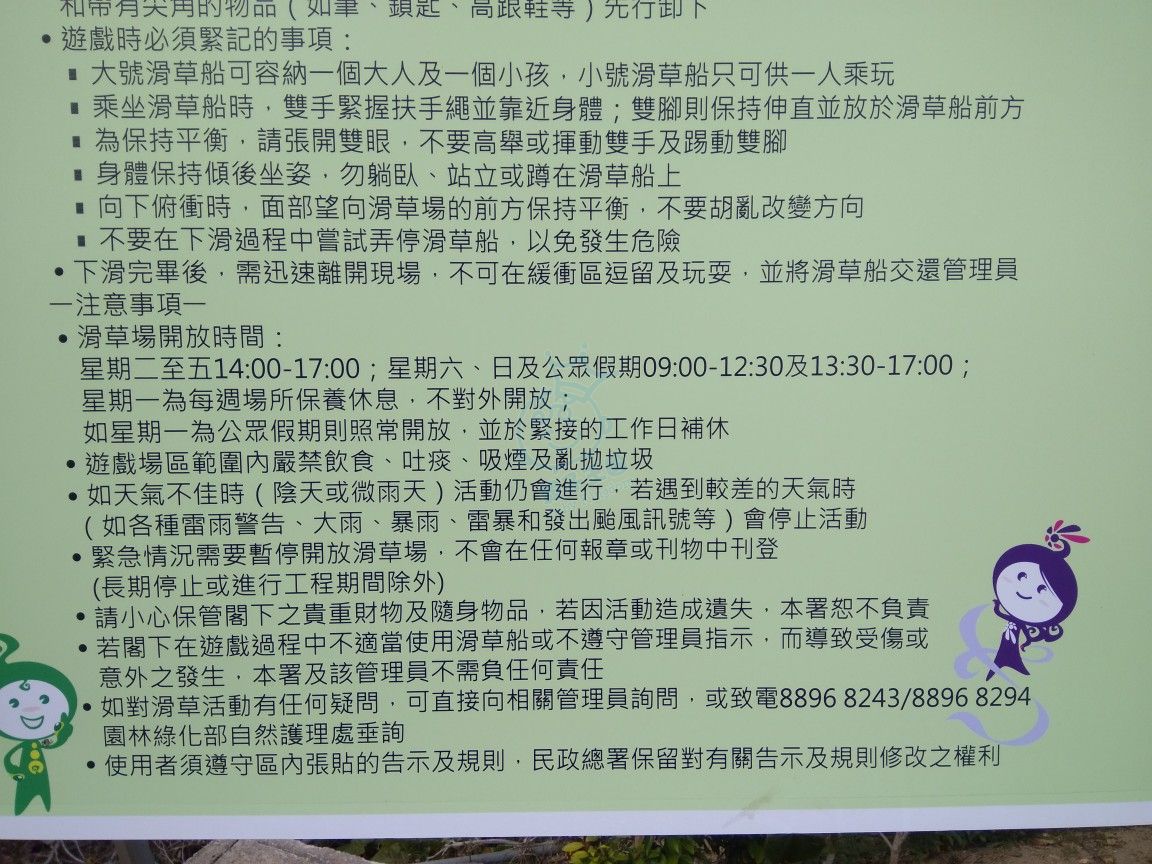 和帶有尖角的物品（如筆、鎖匙、高跟鞋等）先行卸下
• 遊戲時必須緊記的事項：
▪ 大號滑草船可容納一個大人及一個小孩，小號滑草船只可供一人乘玩
▪ 乘坐滑草船時，雙手緊握扶手繩並靠近身體；雙腳則保持伸直並放於滑草船前方
▪ 為保持平衡，請張開雙眼，不要高舉或揮動雙手及踢動雙腳
▪ 身體保持傾後坐姿，勿躺臥、站立或蹲在滑草船上
▪ 向下俯衝時，面部望向滑草場的前方保持平衡，不要胡亂改變方向
▪ 不要在下滑過程中嘗試弄停滑草船，以免發生危險
• 下滑完畢後，需迅速離開現場，不可在緩衝區逗留及玩耍，並將滑草船交還管理員
一注意事項一
• 滑草場開放時間：
星期二至五14:00-17:00；星期六、日及公眾假期09:00-12:30及13:30-17:00；
星期一為每週場所保養休息，不對外開放；
如星期一為公眾假期則照常開放，並於緊接的工作日補休
• 遊戲場區範圍內嚴禁飲食、吐痰、吸煙及亂拋垃圾
• 如天氣不佳時（陰天或微雨天）活動仍會進行，若遇到較差的天氣時
（如各種雷雨警告、大雨、暴雨、雷暴和發出颱風訊號等）會停止活動
• 緊急情況需要暫停開放滑草場，不會在任何報章或刊物中刊登
(長期停止或進行工程期間除外)
• 請小心保管閣下之貴重財物及隨身物品，若因活動造成遺失，本署恕不負責
• 若閣下在遊戲過程中不適當使用滑草船或不遵守管理員指示，而導致受傷或
意外之發生，本署及該管理員不需負任何責任
• 如對滑草活動有任何疑問，可直接向相關管理員詢問，或致電8896 8243/8896 8294
園林綠化部自然護理處垂詢
• 使用者須遵守區內張貼的告示及規則，民政總署保留對有關告示及規則修改之權利